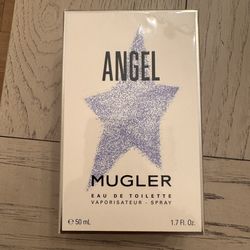 ANGEL
MUGLER
EAU DE TOILETTE
VAPORISATEUR - SPRAY
℮ 50 mL 1.7 Fl. Oz.